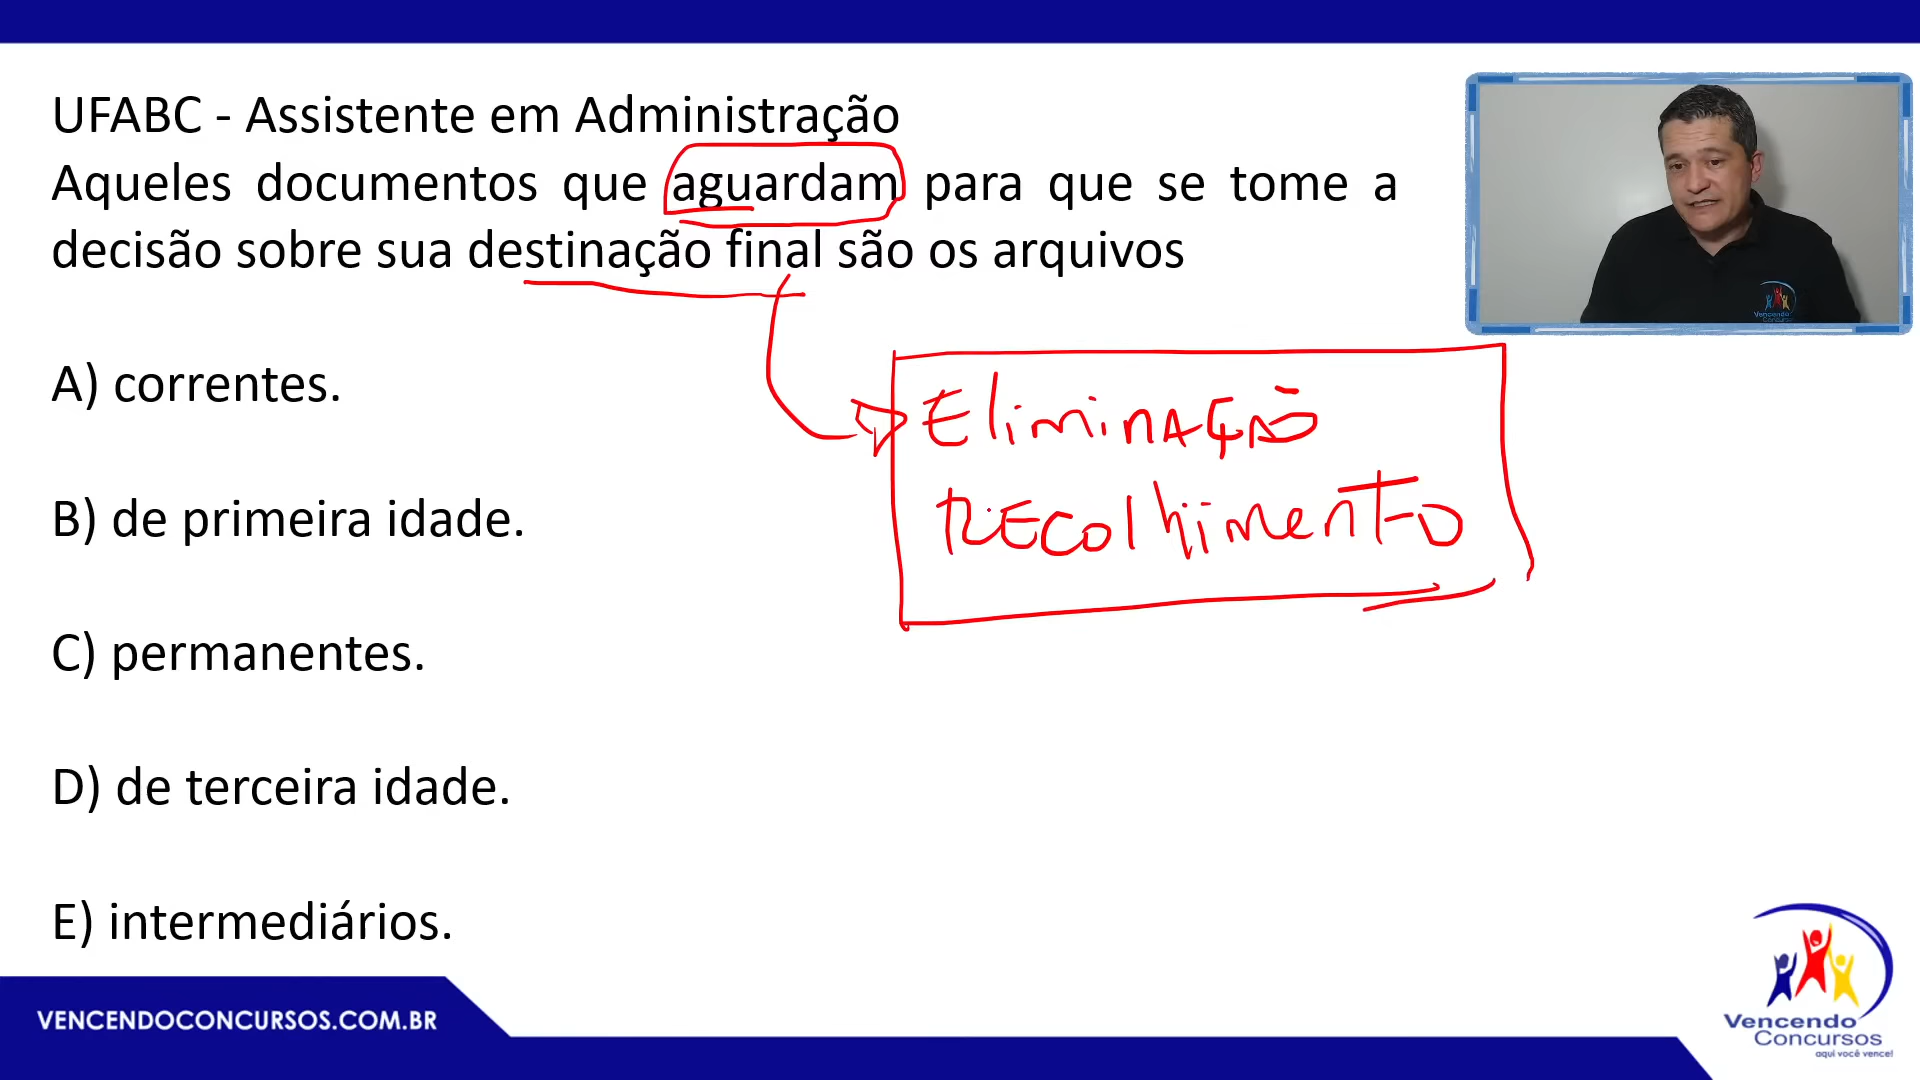 UFABC - Assistente em Administração
Aqueles documentos que aguardam para que se tome a
decisão sobre sua destinação final são os arquivos
A) correntes.
EliminAÇÃO
RECOlhimenTO
B) de primeira idade.
C) permanentes.
D) de terceira idade.
E) intermediários.
VENCENDOCONCURSOS.COM.BR
Vencendo
Concursos
aqui você vence!
Vencendo
Concursos